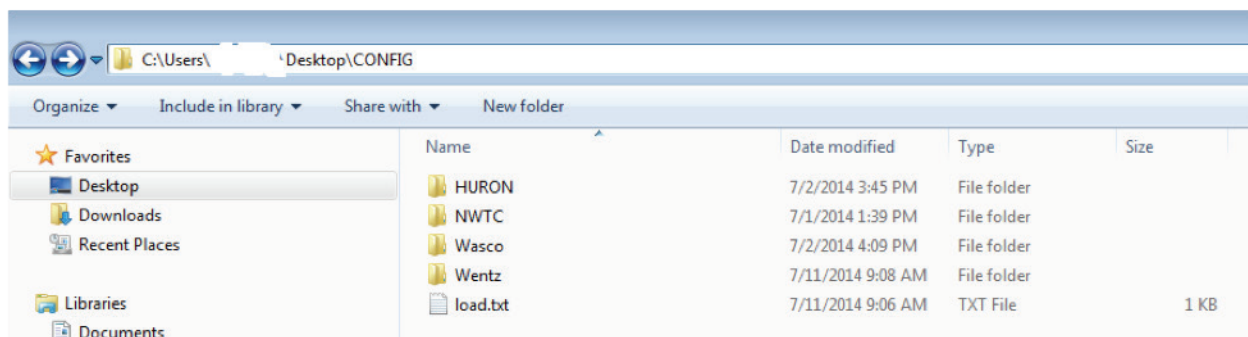 C:\Users\ \Desktop\CONFIG
Organize Include in library Share with New folder
Favorites
Desktop
Downloads
Recent Places
Libraries
Documents
Name Date modified Type Size
HURON 7/2/2014 3:45 PM File folder
NWTC 7/1/2014 1:39 PM File folder
Wasco 7/2/2014 4:09 PM File folder
Wentz 7/11/2014 9:08 AM File folder
load.txt 7/11/2014 9:06 AM TXT File 1 KB